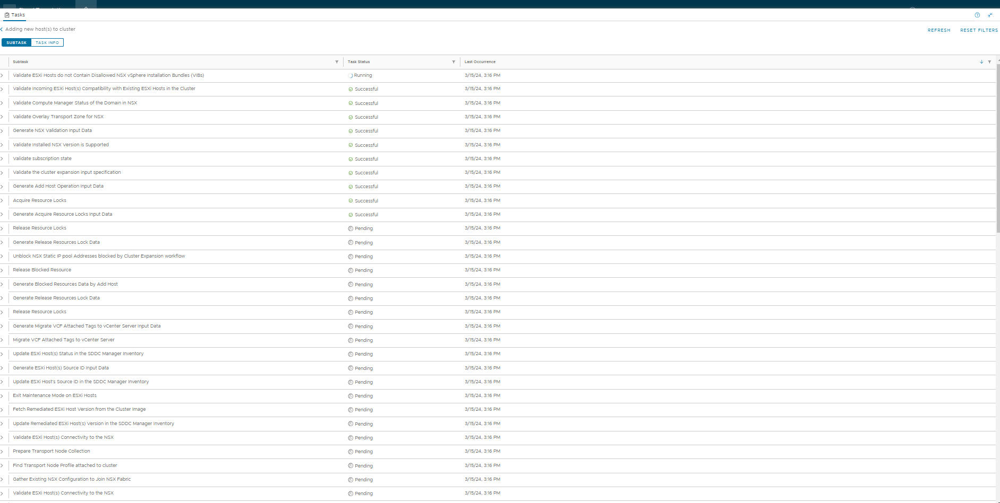 Tasks
Adding new host(s) to cluster
REFRESH RESET FILTERS
SUBTASK TASK INFO
Subtask Task Status Last Occurrence
Validate ESXi Hosts do not Contain Disallowed NSX vSphere Installation Bundles (VIBs) Running 3/15/24, 3:16 PM
Validate Incoming ESXi Host(s) Compatibility with Existing ESXi Hosts in the Cluster Successful 3/15/24, 3:16 PM
Validate Compute Manager Status of the Domain in NSX Successful 3/15/24, 3:16 PM
Validate Overlay Transport Zone for NSX Successful 3/15/24, 3:16 PM
Generate NSX Validation Input Data Successful 3/15/24, 3:16 PM
Validate Installed NSX Version is Supported Successful 3/15/24, 3:16 PM
Validate subscription state Successful 3/15/24, 3:16 PM
Validate the cluster expansion input specification Successful 3/15/24, 3:16 PM
Generate Add Host Operation Input Data Successful 3/15/24, 3:16 PM
Acquire Resource Locks Successful 3/15/24, 3:16 PM
Generate Acquire Resource Locks Input Data Successful 3/15/24, 3:16 PM
Release Resource Locks Pending 3/15/24, 3:16 PM
Generate Release Resources Lock Data Pending 3/15/24, 3:16 PM
Unblock NSX Static IP pool Addresses blocked by Cluster Expansion workflow Pending 3/15/24, 3:16 PM
Release Blocked Resource Pending 3/15/24, 3:16 PM
Generate Blocked Resources Data by Add Host Pending 3/15/24, 3:16 PM
Generate Release Resources Lock Data Pending 3/15/24, 3:16 PM
Release Resource Locks Pending 3/15/24, 3:16 PM
Generate Migrate VCF Attached Tags to vCenter Server Input Data Pending 3/15/24, 3:16 PM
Migrate VCF Attached Tags to vCenter Server Pending 3/15/24, 3:16 PM
Update ESXi Host(s) Status in the SDDC Manager Inventory Pending 3/15/24, 3:16 PM
Generate ESXi Host(s) Source ID Input Data Pending 3/15/24, 3:16 PM
Update ESXi Host's Source ID in the SDDC Manager Inventory Pending 3/15/24, 3:16 PM
Exit Maintenance Mode on ESXi Hosts Pending 3/15/24, 3:16 PM
Fetch Remediated ESXi Host Version from the Cluster Image Pending 3/15/24, 3:16 PM
Update Remediated ESXi Host(s) Version in the SDDC Manager Inventory Pending 3/15/24, 3:16 PM
Validate ESXi Host(s) Connectivity to the NSX Pending 3/15/24, 3:16 PM
Prepare Transport Node Collection Pending 3/15/24, 3:16 PM
Find Transport Node Profile attached to cluster Pending 3/15/24, 3:16 PM
Gather Existing NSX Configuration to Join NSX Fabric Pending 3/15/24, 3:16 PM
Validate ESXi Host(s) Connectivity to the NSX Pending 3/15/24, 3:16 PM